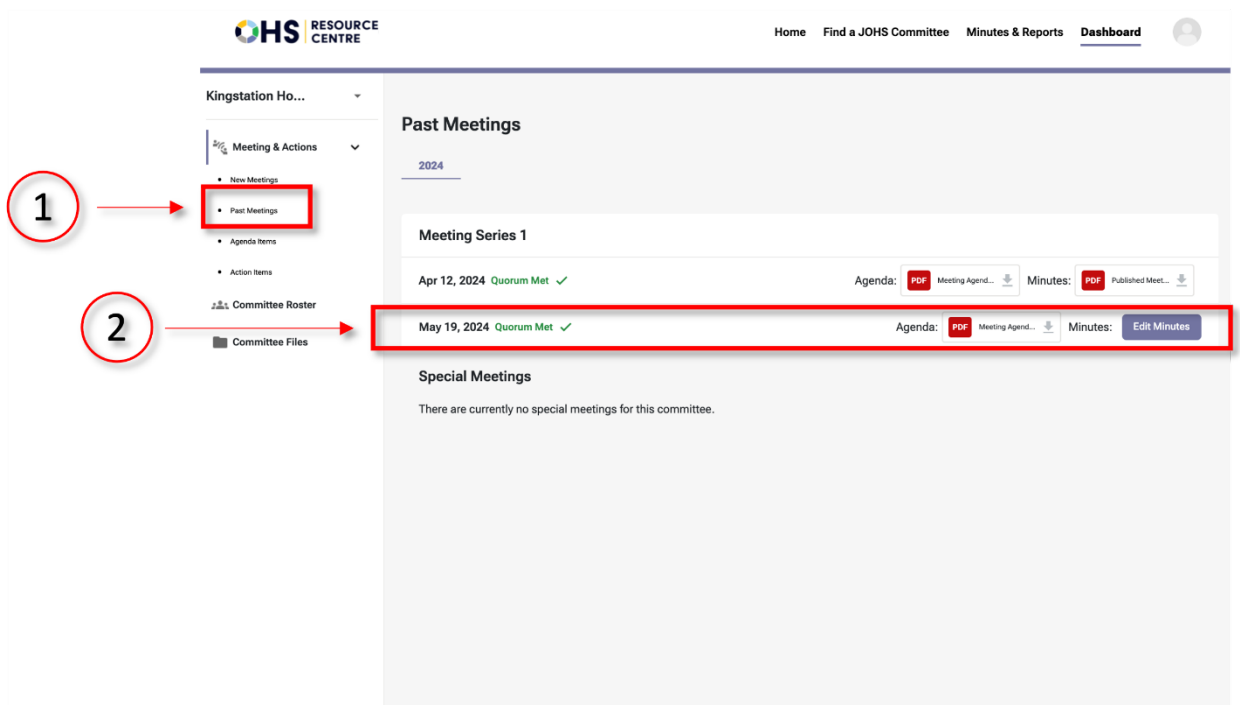 OHS RESOURCE CENTRE
Home Find a JOHS Committee Minutes & Reports Dashboard
Kingstation Ho...
Meeting & Actions
New Meetings
Past Meetings
Agenda Items
Action Items
Committee Roster
Committee Files
1
2
Past Meetings
2024
Meeting Series 1
Apr 12, 2024 Quorum Met Agenda: PDF Meeting Agend... Minutes: PDF Published Meet...
May 19, 2024 Quorum Met Agenda: PDF Meeting Agend... Minutes: Edit Minutes
Special Meetings
There are currently no special meetings for this committee.